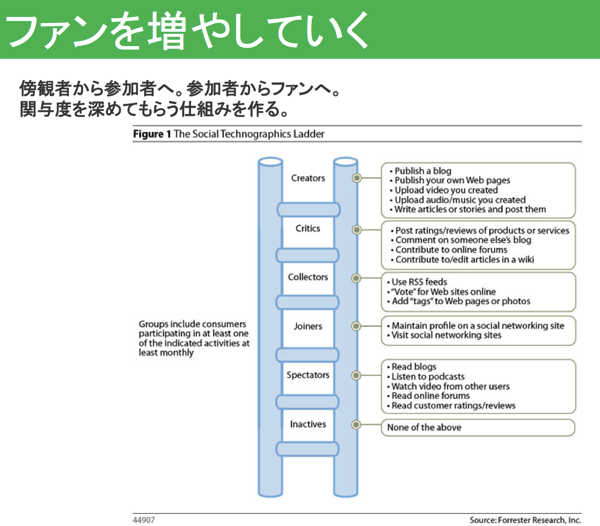 ファンを増やしていく
傍観者から参加者へ。参加者からファンへ。
関与度を深めてもらう仕組みを作る。
Figure 1 The Social Technographics Ladder
Creators
• Publish a blog
• Publish your own Web pages
• Upload video you created
• Upload audio/music you created
• Write articles or stories and post them
Critics
• Post ratings/reviews of products or services
• Comment on someone else's blog
• Contribute to online forums
• Contribute to/edit articles in a wiki
Collectors
• Use RSS feeds
• "Vote" for Web sites online
• Add "tags" to Web pages or photos
Groups include consumers
participating in at least one
of the indicated activities at
least monthly
Joiners
• Maintain profile on a social networking site
• Visit social networking sites
Spectators
• Read blogs
• Listen to podcasts
• Watch video from other users
• Read online forums
• Read customer ratings/reviews
Inactives
None of the above
44907
Source: Forrester Research, Inc.